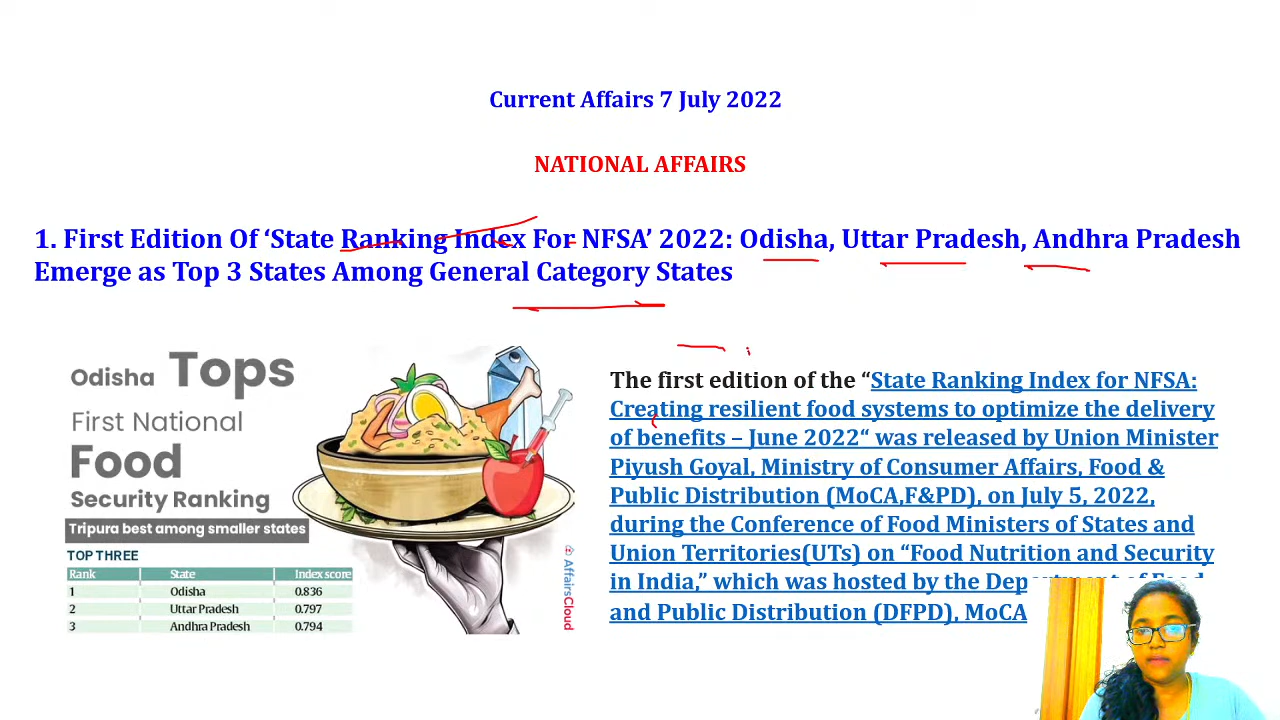 Current Affairs 7 July 2022
NATIONAL AFFAIRS
1. First Edition Of ‘State Ranking Index For NFSA’ 2022: Odisha, Uttar Pradesh, Andhra Pradesh
Emerge as Top 3 States Among General Category States
Odisha Tops
First National
Food
Security Ranking
Tripura best among smaller states
TOP THREE
Rank State Index score
1 Odisha 0.836
2 Uttar Pradesh 0.797
3 Andhra Pradesh 0.794
AffairsCloud
The first edition of the “State Ranking Index for NFSA:
Creating resilient food systems to optimize the delivery
of benefits – June 2022“ was released by Union Minister
Piyush Goyal, Ministry of Consumer Affairs, Food &
Public Distribution (MoCA,F&PD), on July 5, 2022,
during the Conference of Food Ministers of States and
Union Territories(UTs) on “Food Nutrition and Security
in India,” which was hosted by the Department of Food
and Public Distribution (DFPD), MoCA